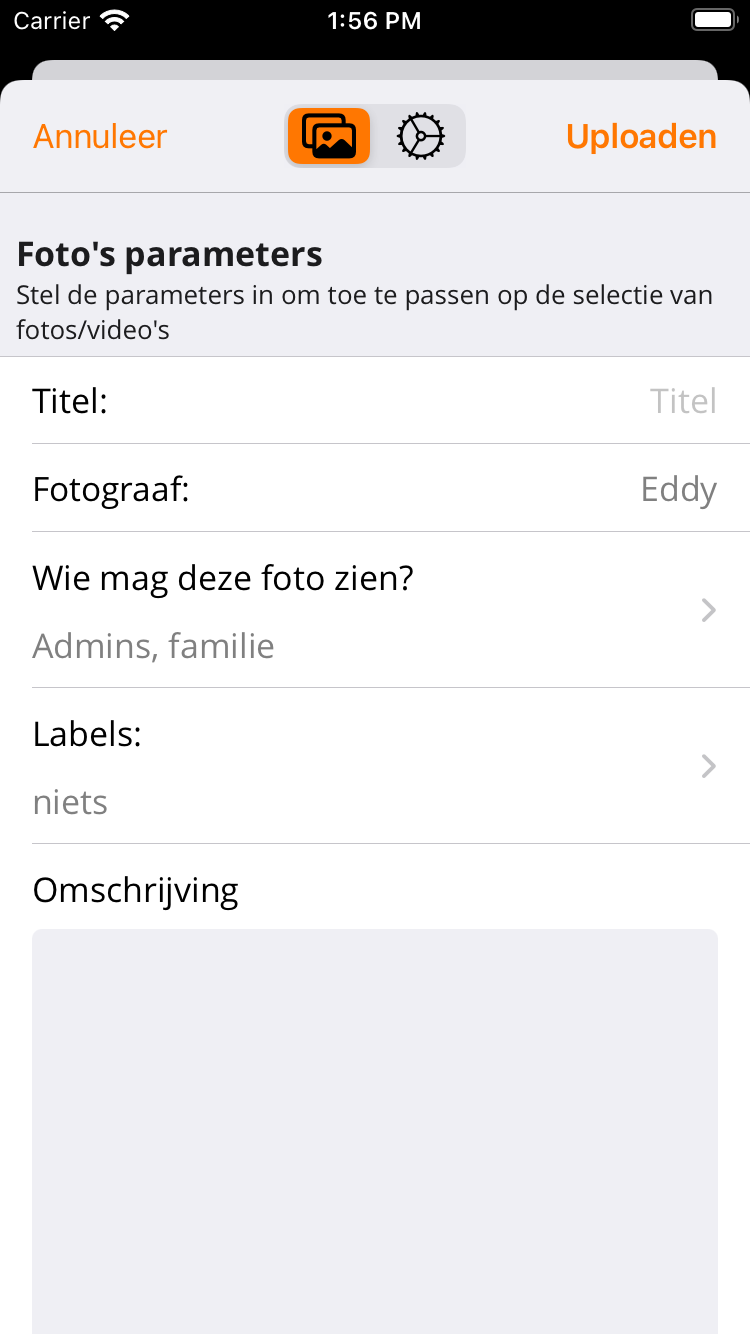 Carrier 1:56 PM
Annuleer Uploaden
Foto's parameters
Stel de parameters in om toe te passen op de selectie van
fotos/video's
Titel: Titel
Fotograaf: Eddy
Wie mag deze foto zien?
Admins, familie
Labels:
niets
Omschrijving